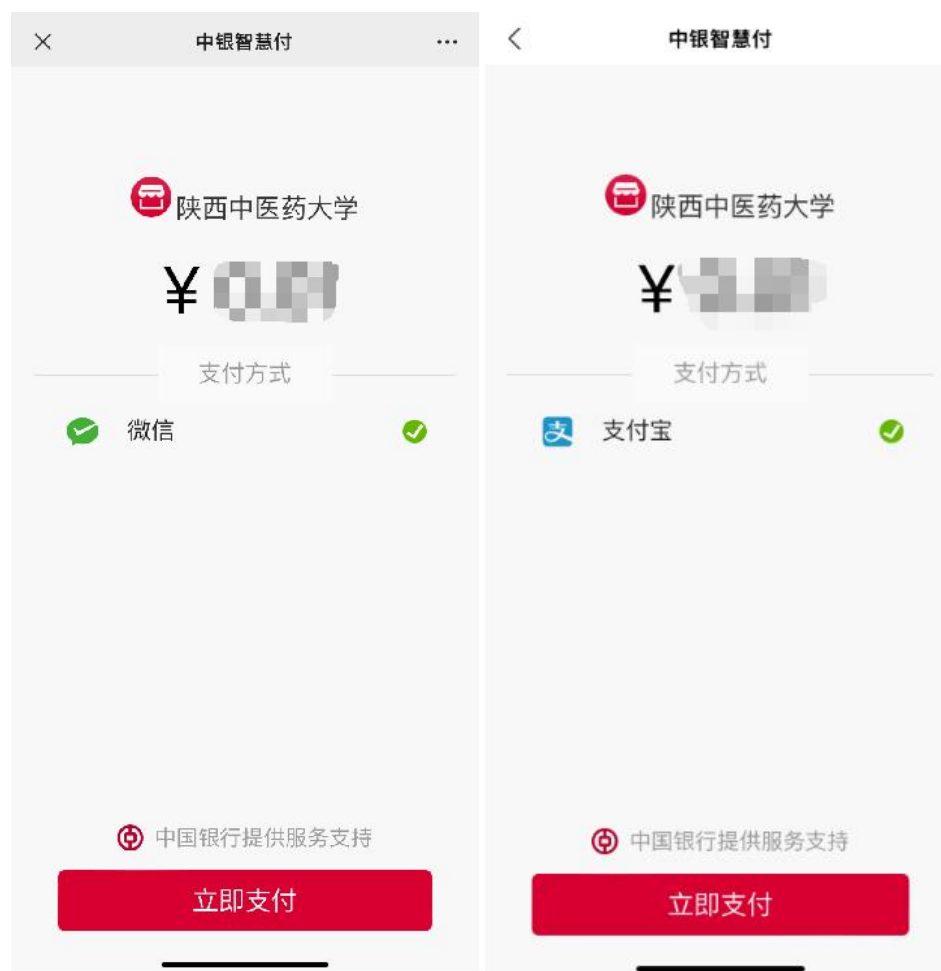 中银智慧付
陕西中医药大学
¥
支付方式
微信
中国银行提供服务支持
立即支付
中银智慧付
陕西中医药大学
¥
支付方式
支付宝
中国银行提供服务支持
立即支付